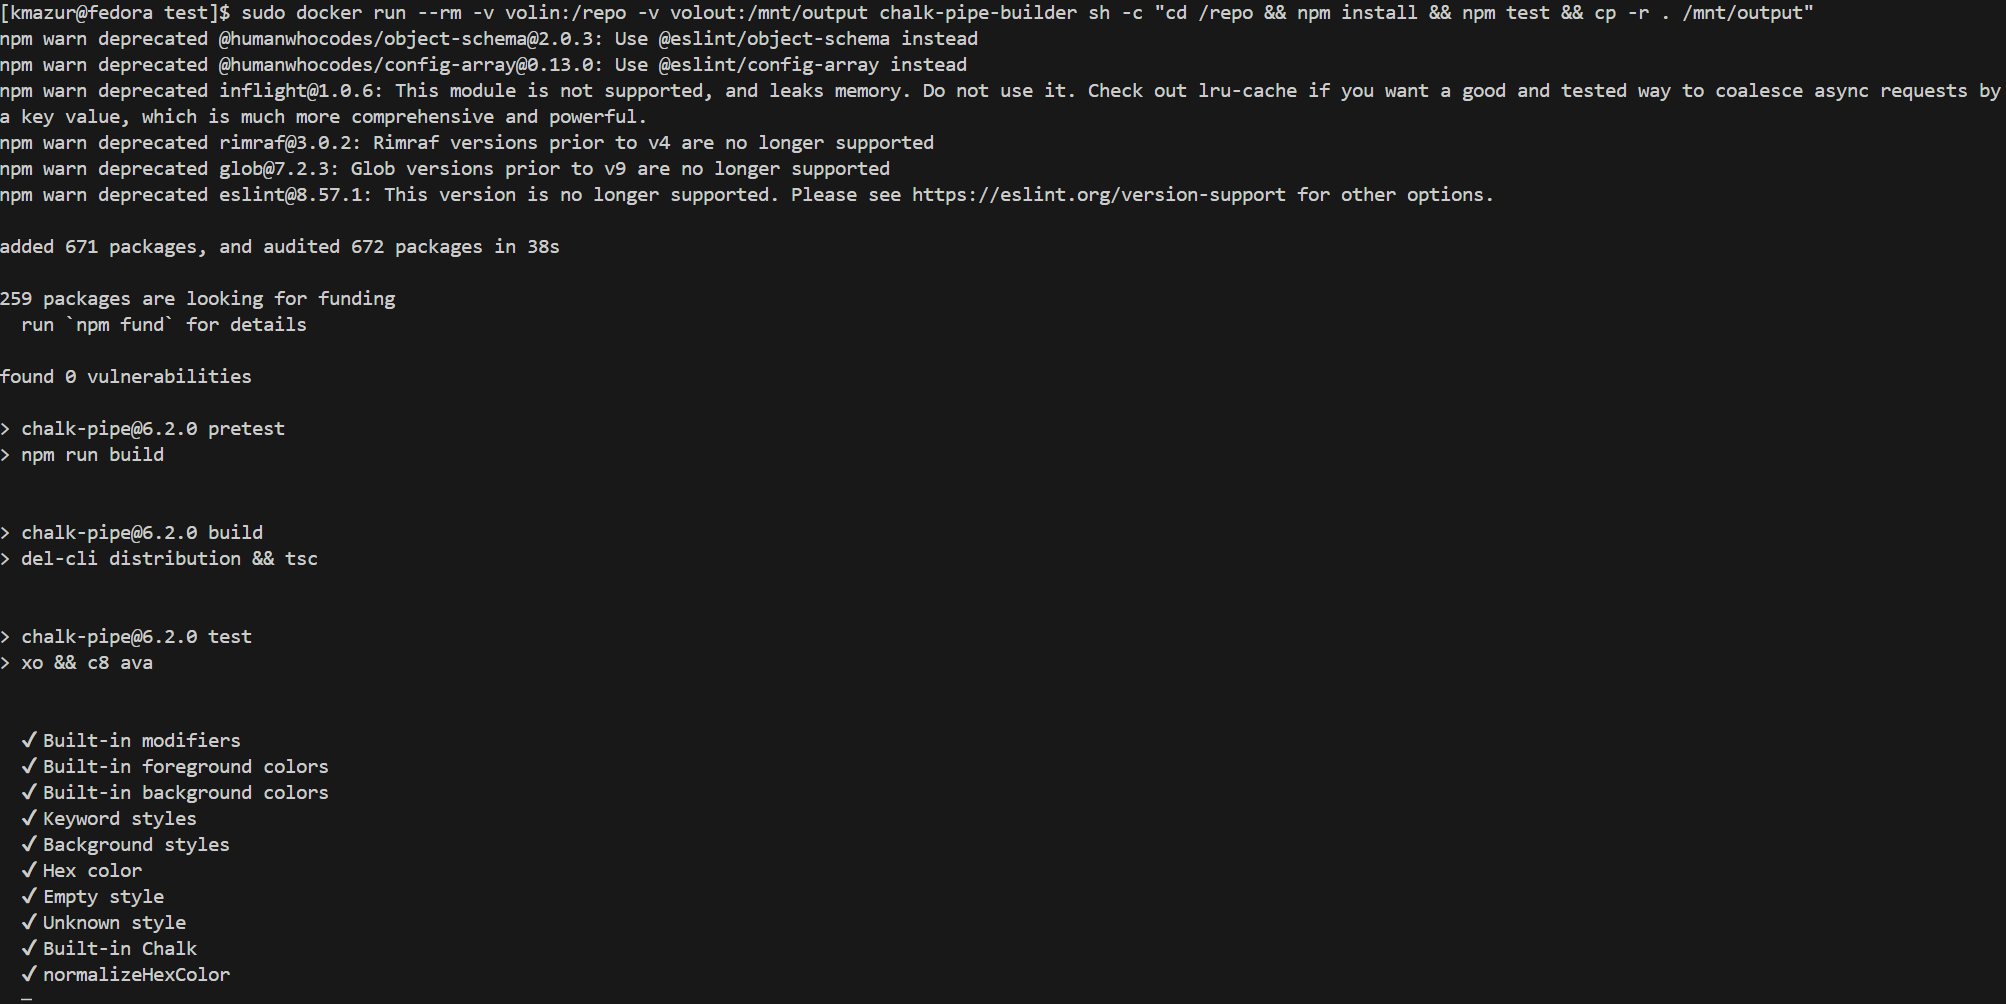 [kmazur@fedora test]$ sudo docker run --rm -v volin:/repo -v volout:/mnt/output chalk-pipe-builder sh -c "cd /repo && npm install && npm test && cp -r . /mnt/output"
npm warn deprecated @humanwhocodes/object-schema@2.0.3: Use @eslint/object-schema instead
npm warn deprecated @humanwhocodes/config-array@0.13.0: Use @eslint/config-array instead
npm warn deprecated inflight@1.0.6: This module is not supported, and leaks memory. Do not use it. Check out lru-cache if you want a good and tested way to coalesce async requests by
a key value, which is much more comprehensive and powerful.
npm warn deprecated rimraf@3.0.2: Rimraf versions prior to v4 are no longer supported
npm warn deprecated glob@7.2.3: Glob versions prior to v9 are no longer supported
npm warn deprecated eslint@8.57.1: This version is no longer supported. Please see https://eslint.org/version-support for other options.
added 671 packages, and audited 672 packages in 38s
259 packages are looking for funding
  run `npm fund` for details
found 0 vulnerabilities
> chalk-pipe@6.2.0 pretest
> npm run build
> chalk-pipe@6.2.0 build
> del-cli distribution && tsc
> chalk-pipe@6.2.0 test
> xo && c8 ava
  ✔ Built-in modifiers
  ✔ Built-in foreground colors
  ✔ Built-in background colors
  ✔ Keyword styles
  ✔ Background styles
  ✔ Hex color
  ✔ Empty style
  ✔ Unknown style
  ✔ Built-in Chalk
  ✔ normalizeHexColor
  ─